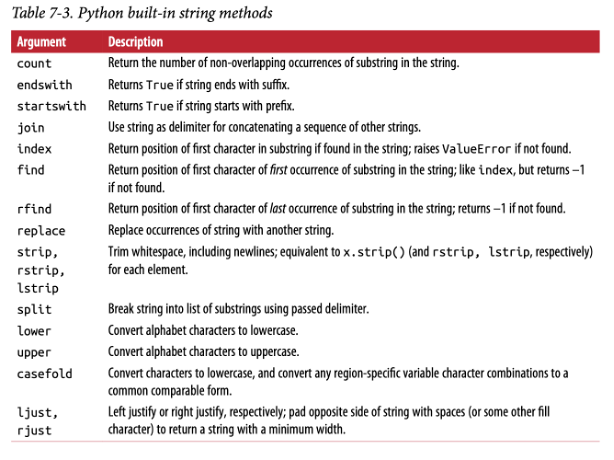 Table 7-3. Python built-in string methods
Argument Description
count Return the number of non-overlapping occurrences of substring in the string.
endswith Returns True if string ends with suffix.
startswith Returns True if string starts with prefix.
join Use string as delimiter for concatenating a sequence of other strings.
index Return position of first character in substring if found in the string; raises ValueError if not found.
find Return position of first character of first occurrence of substring in the string; like index, but returns –1
if not found.
rfind Return position of first character of last occurrence of substring in the string; returns –1 if not found.
replace Replace occurrences of string with another string.
strip, Trim whitespace, including newlines; equivalent to x.strip() (and rstrip, lstrip, respectively)
rstrip, for each element.
lstrip
split Break string into list of substrings using passed delimiter.
lower Convert alphabet characters to lowercase.
upper Convert alphabet characters to uppercase.
casefold Convert characters to lowercase, and convert any region-specific variable character combinations to a
common comparable form.
ljust, Left justify or right justify, respectively; pad opposite side of string with spaces (or some other fill
rjust character) to return a string with a minimum width.